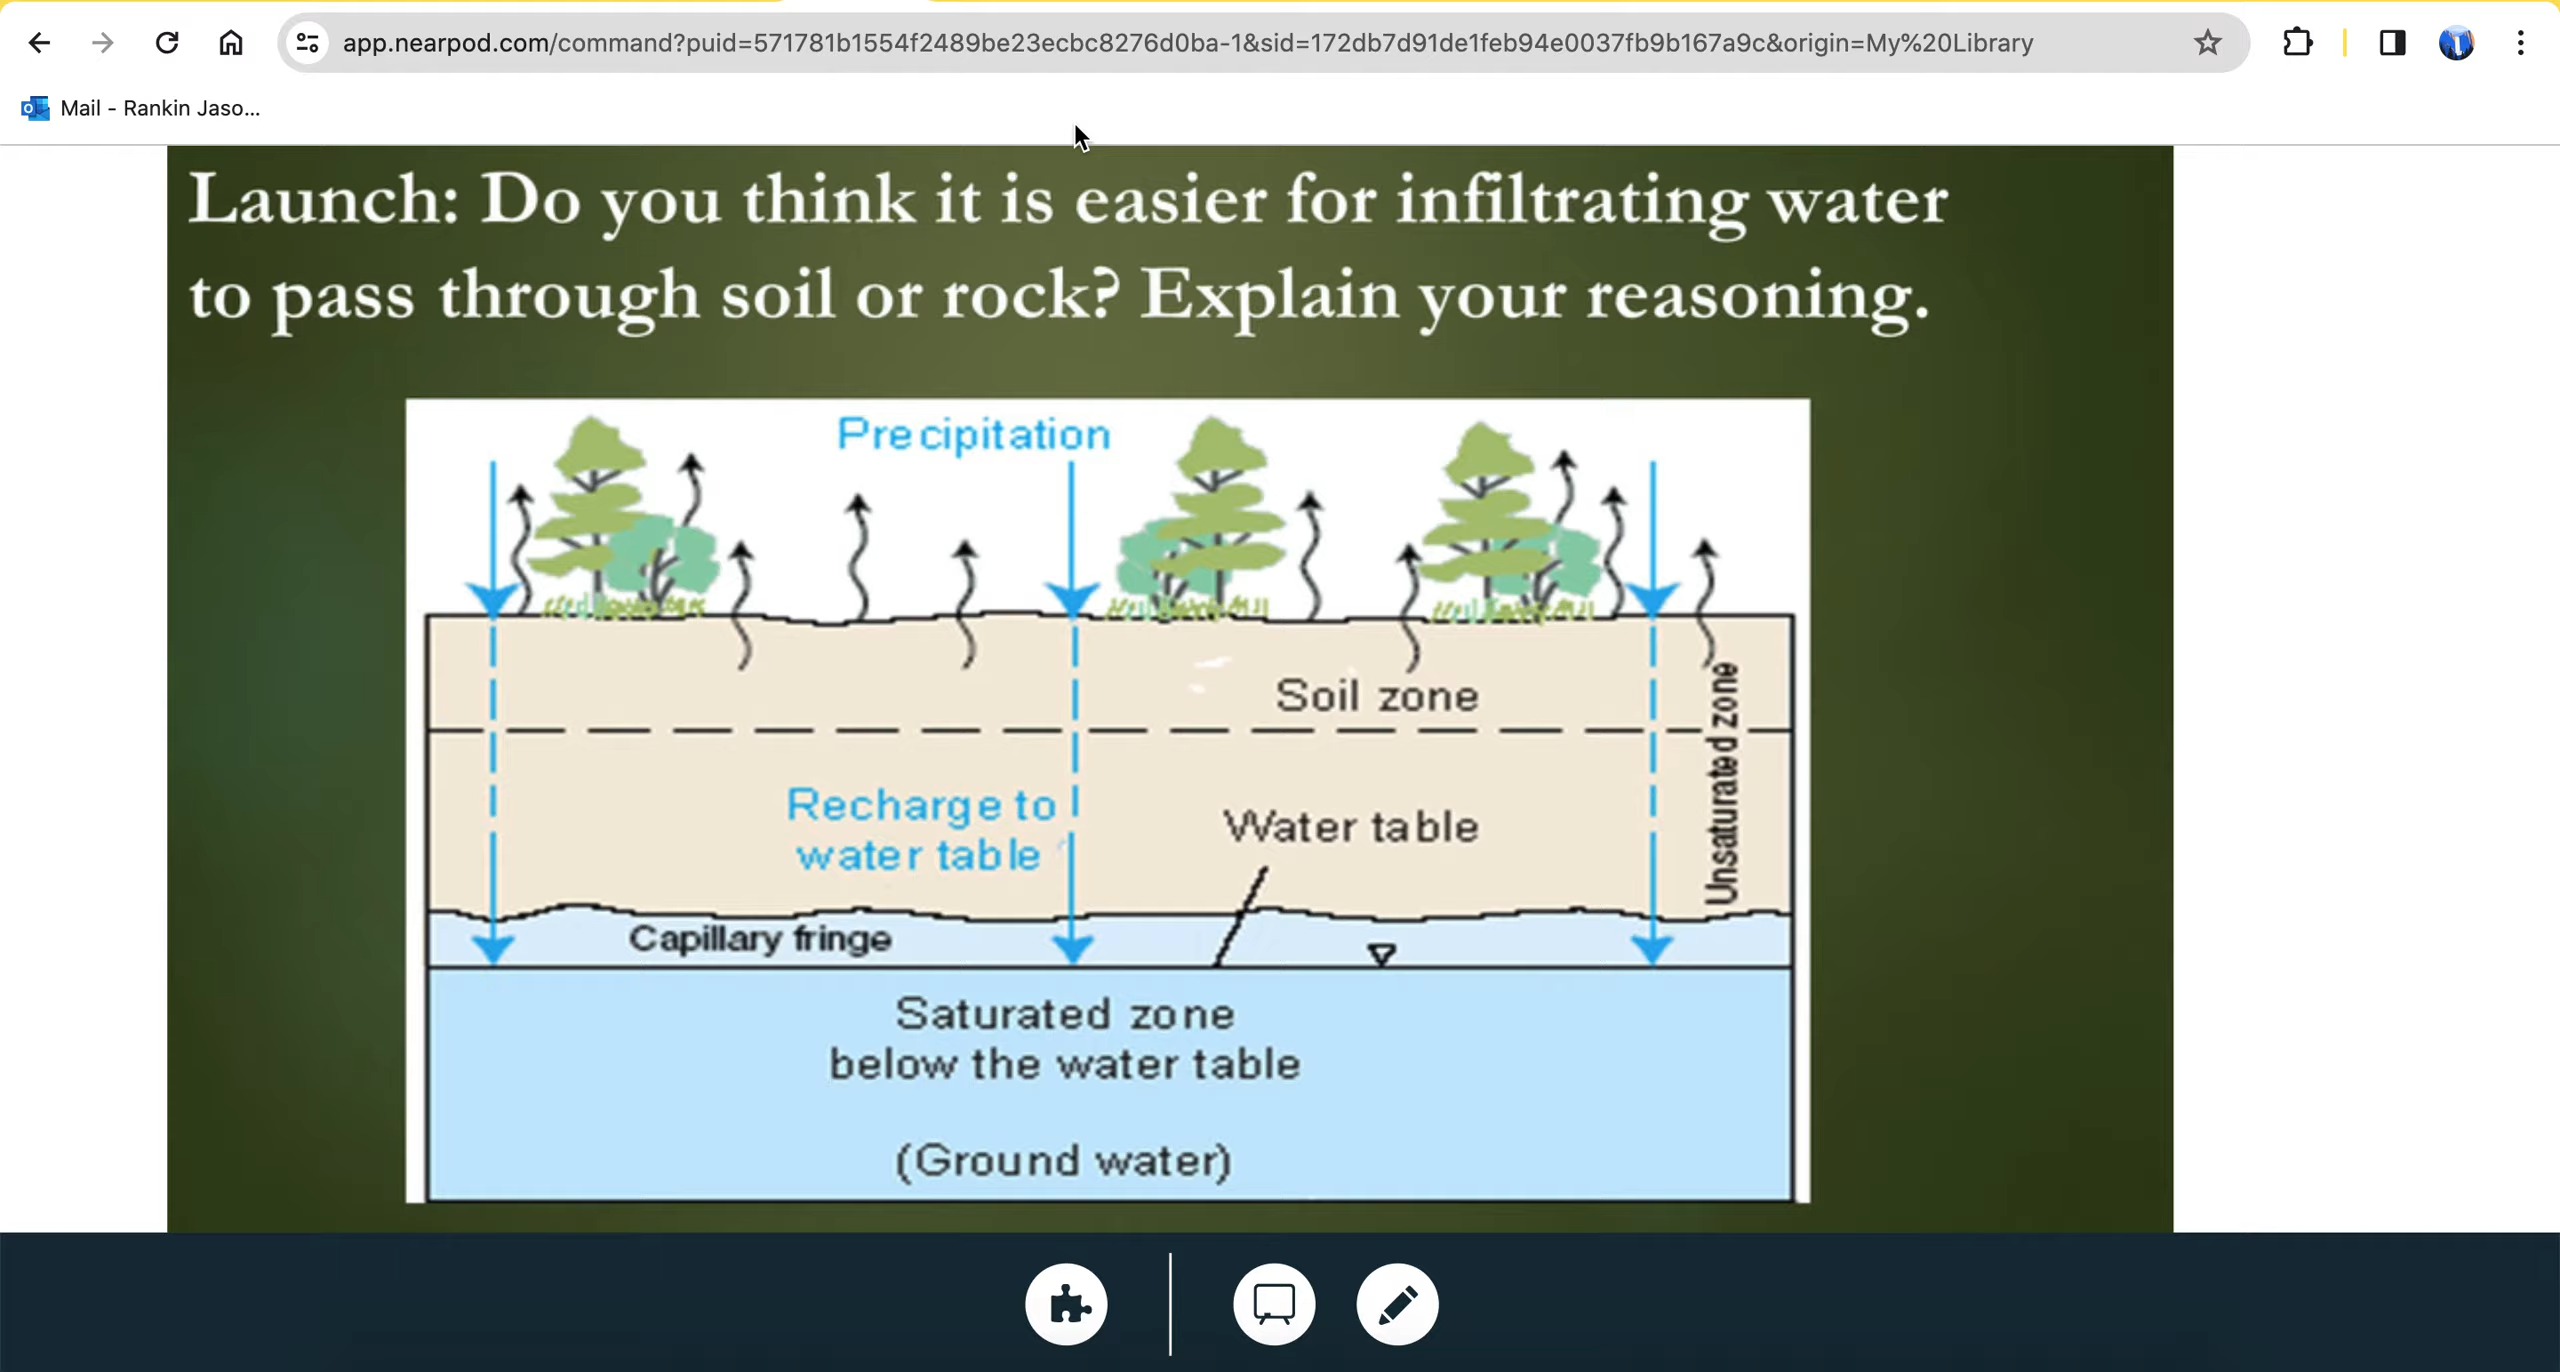 app.nearpod.com/command?puid=571781b1554f2489be23ecbc8276d0ba-1&sid=172db7d91de1feb94e0037fb9b167a9c&origin=My%20Library
Mail - Rankin Jaso...
Launch: Do you think it is easier for infiltrating water
to pass through soil or rock? Explain your reasoning.
Precipitation
Soil zone
Unsaturated zone
Recharge to
water table
Water table
Capillary fringe
Saturated zone
below the water table
(Ground water)